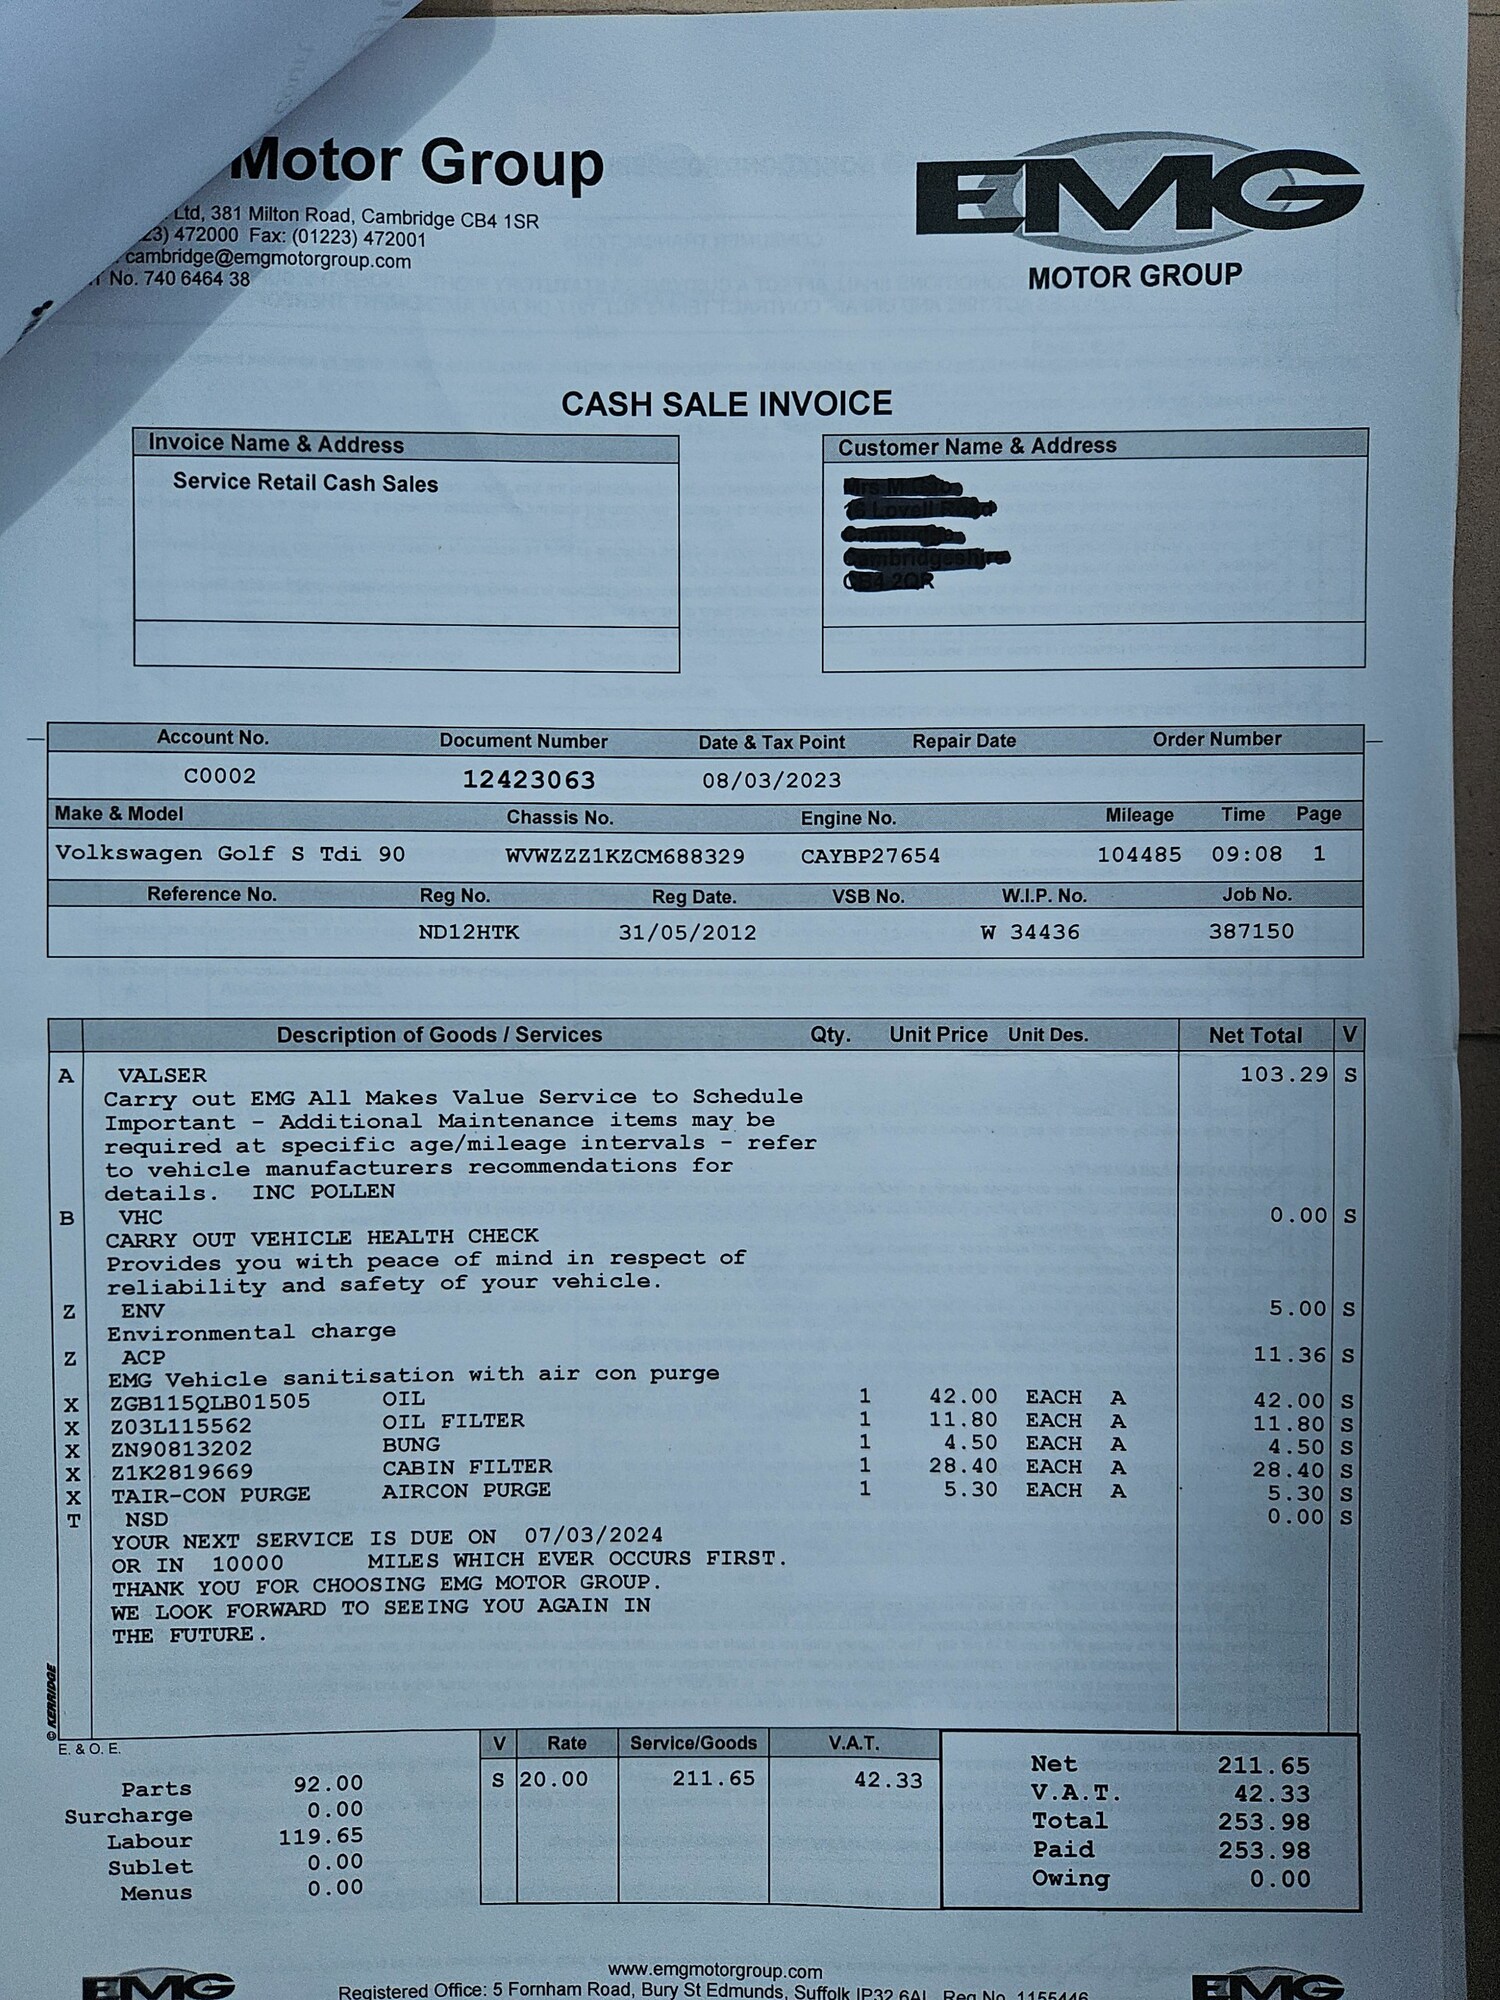 Motor Group
Ltd, 381 Milton Road, Cambridge CB4 1SR
23) 472000 Fax: (01223) 472001
cambridge@emgmotorgroup.com
No. 740 6464 38
EMG
MOTOR GROUP
CASH SALE INVOICE
Invoice Name & Address
Service Retail Cash Sales
Customer Name & Address
Account No. Document Number Date & Tax Point Repair Date Order Number
C0002 12423063 08/03/2023
Make & Model Chassis No. Engine No. Mileage Time Page
Volkswagen Golf S Tdi 90 WVWZZZ1KZCM688329 CAYBP27654 104485 09:08 1
Reference No. Reg No. Reg Date. VSB No. W.I.P. No. Job No.
ND12HTK 31/05/2012 W 34436 387150
Description of Goods / Services Qty. Unit Price Unit Des. Net Total V
A VALSER 103.29 S
Carry out EMG All Makes Value Service to Schedule
Important - Additional Maintenance items may be
required at specific age/mileage intervals - refer
to vehicle manufacturers recommendations for
details. INC POLLEN
B VHC 0.00 S
CARRY OUT VEHICLE HEALTH CHECK
Provides you with peace of mind in respect of
reliability and safety of your vehicle.
Z ENV 5.00 S
Environmental charge
Z ACP 11.36 S
EMG Vehicle sanitisation with air con purge
X ZGB115QLB01505 OIL 1 42.00 EACH A 42.00 S
X Z03L115562 OIL FILTER 1 11.80 EACH A 11.80 S
X ZN90813202 BUNG 1 4.50 EACH A 4.50 S
X Z1K2819669 CABIN FILTER 1 28.40 EACH A 28.40 S
X TAIR-CON PURGE AIRCON PURGE 1 5.30 EACH A 5.30 S
T NSD 0.00 S
YOUR NEXT SERVICE IS DUE ON 07/03/2024
OR IN 10000 MILES WHICH EVER OCCURS FIRST.
THANK YOU FOR CHOOSING EMG MOTOR GROUP.
WE LOOK FORWARD TO SEEING YOU AGAIN IN
THE FUTURE.
© KERRIDGE
E. & O. E.
Parts 92.00
Surcharge 0.00
Labour 119.65
Sublet 0.00
Menus 0.00
V Rate Service/Goods V.A.T.
S 20.00 211.65 42.33
Net 211.65
V.A.T. 42.33
Total 253.98
Paid 253.98
Owing 0.00
EMG
www.emgmotorgroup.com
Registered Office: 5 Fornham Road, Bury St Edmunds, Suffolk IP32 6AL Reg No. 1155446
EMG